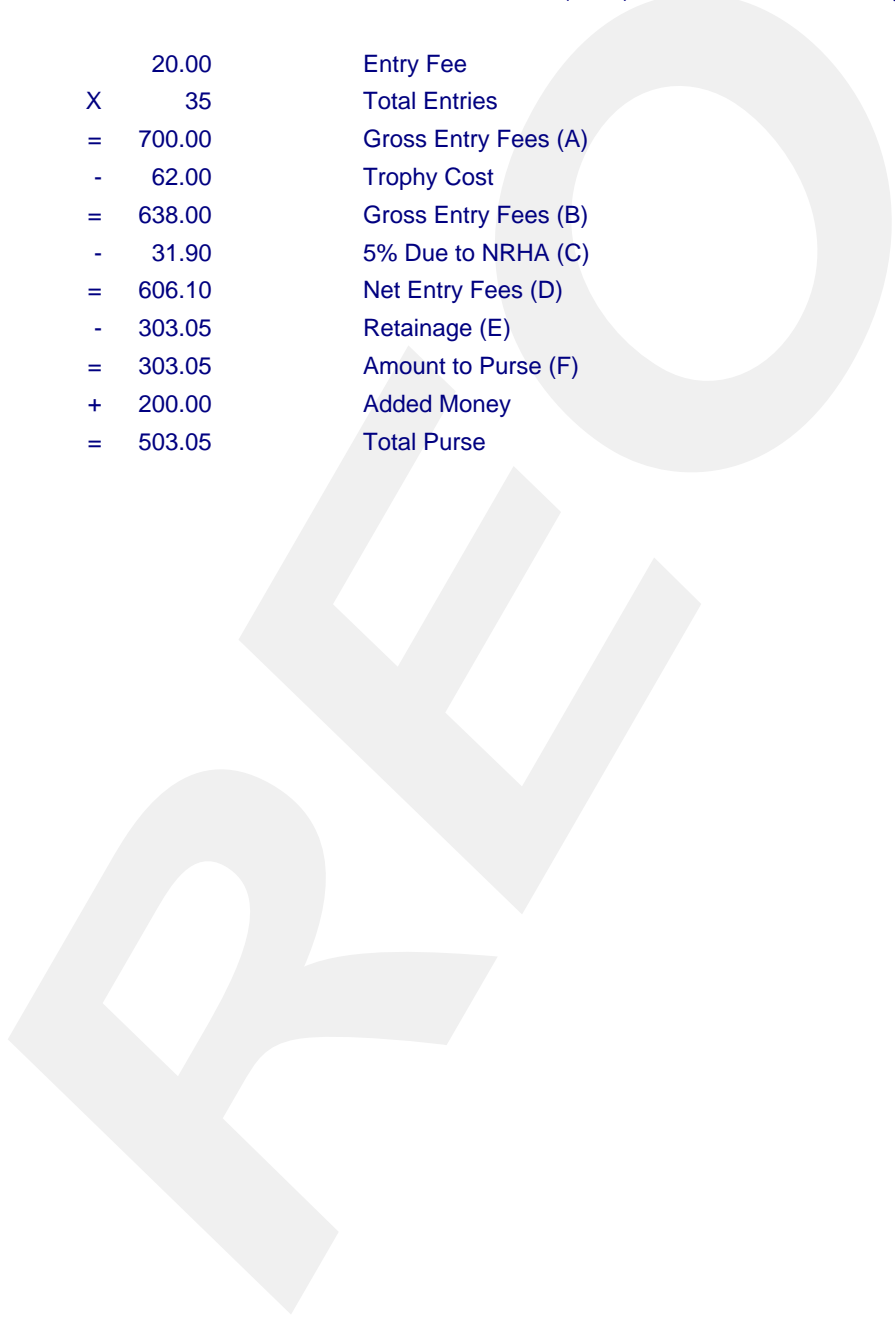 20.00 Entry Fee
X 35 Total Entries
= 700.00 Gross Entry Fees (A)
- 62.00 Trophy Cost
= 638.00 Gross Entry Fees (B)
- 31.90 5% Due to NRHA (C)
= 606.10 Net Entry Fees (D)
- 303.05 Retainage (E)
= 303.05 Amount to Purse (F)
+ 200.00 Added Money
= 503.05 Total Purse
REO